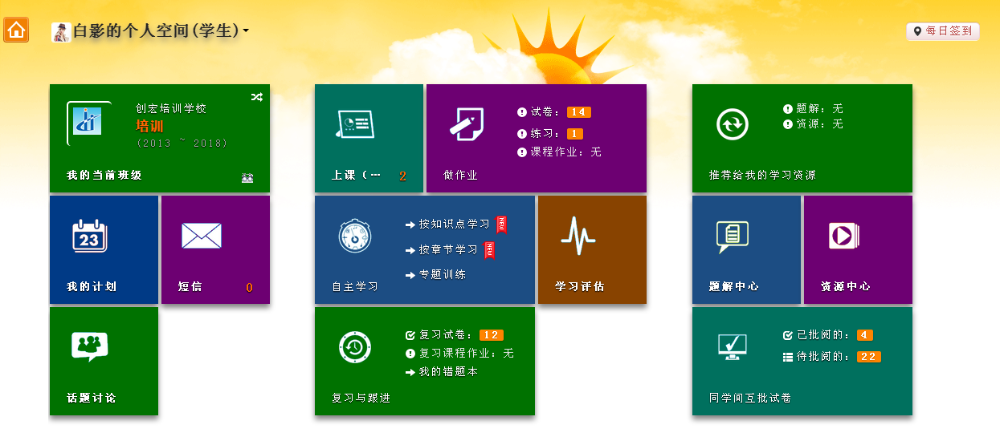 白影的个人空间(学生)
每日签到
创宏培训学校
培训
(2013 ~ 2018)
我的当前班级
上课（… 2
试卷：14
练习：1
课程作业：无
做作业
题解：无
资源：无
推荐给我的学习资源
23
我的计划
短信 0
按知识点学习 NEW
按章节学习 NEW
专题训练
自主学习
学习评估
题解中心
资源中心
话题讨论
复习试卷：12
复习课程作业：无
我的错题本
复习与跟进
已批阅的：4
待批阅的：22
同学间互批试卷